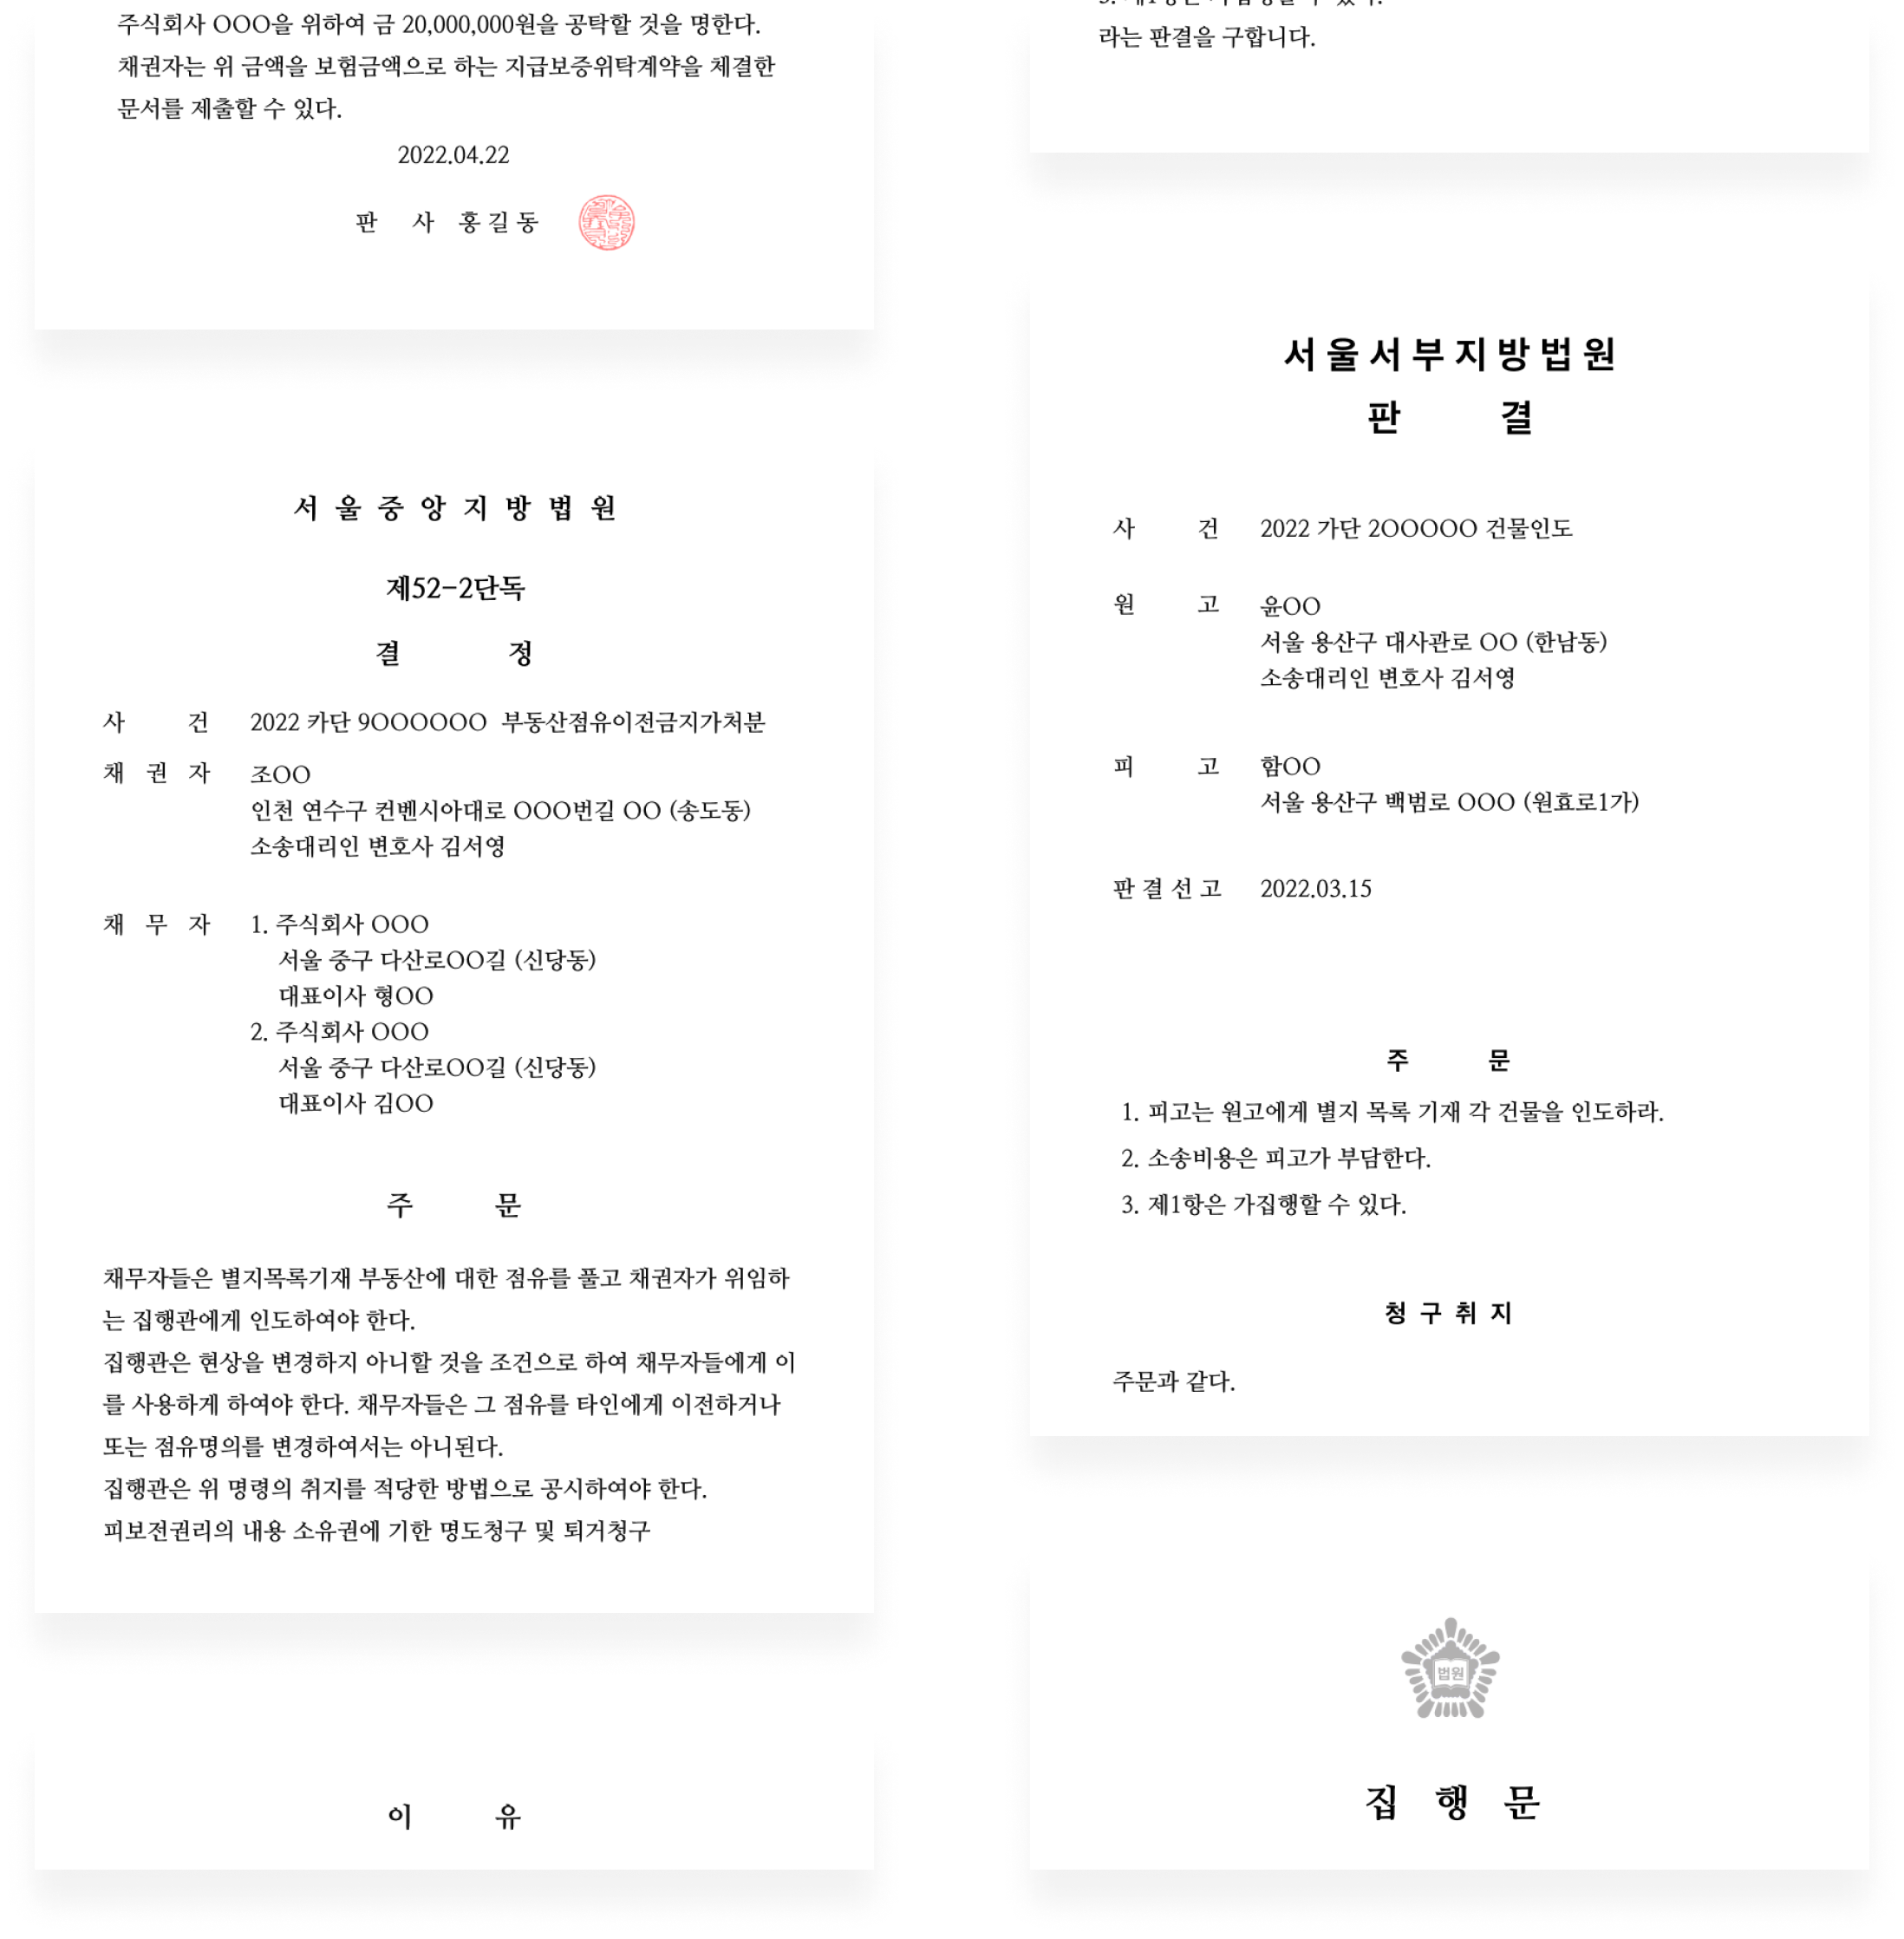 주식회사 OOO을 위하여 금 20,000,000원을 공탁할 것을 명한다.
채권자는 위 금액을 보험금액으로 하는 지급보증위탁계약을 체결한
문서를 제출할 수 있다.
2022.04.22
판 사 홍 길 동
서 울 중 앙 지 방 법 원
제52-2단독
결 정
사 건 2022 카단 9OOOOOO 부동산점유이전금지가처분
채 권 자 조OO
인천 연수구 컨벤시아대로 OOO번길 OO (송도동)
소송대리인 변호사 김서영
채 무 자 1. 주식회사 OOO
서울 중구 다산로OO길 (신당동)
대표이사 형OO
2. 주식회사 OOO
서울 중구 다산로OO길 (신당동)
대표이사 김OO
주 문
채무자들은 별지목록기재 부동산에 대한 점유를 풀고 채권자가 위임하
는 집행관에게 인도하여야 한다.
집행관은 현상을 변경하지 아니할 것을 조건으로 하여 채무자들에게 이
를 사용하게 하여야 한다. 채무자들은 그 점유를 타인에게 이전하거나
또는 점유명의를 변경하여서는 아니된다.
집행관은 위 명령의 취지를 적당한 방법으로 공시하여야 한다.
피보전권리의 내용 소유권에 기한 명도청구 및 퇴거청구
이 유
라는 판결을 구합니다.
서울서부지방법원
판 결
사 건 2022 가단 2OOOOO 건물인도
원 고 윤OO
서울 용산구 대사관로 OO (한남동)
소송대리인 변호사 김서영
피 고 함OO
서울 용산구 백범로 OOO (원효로1가)
판 결 선 고 2022.03.15
주 문
1. 피고는 원고에게 별지 목록 기재 각 건물을 인도하라.
2. 소송비용은 피고가 부담한다.
3. 제1항은 가집행할 수 있다.
청 구 취 지
주문과 같다.
법원
집 행 문